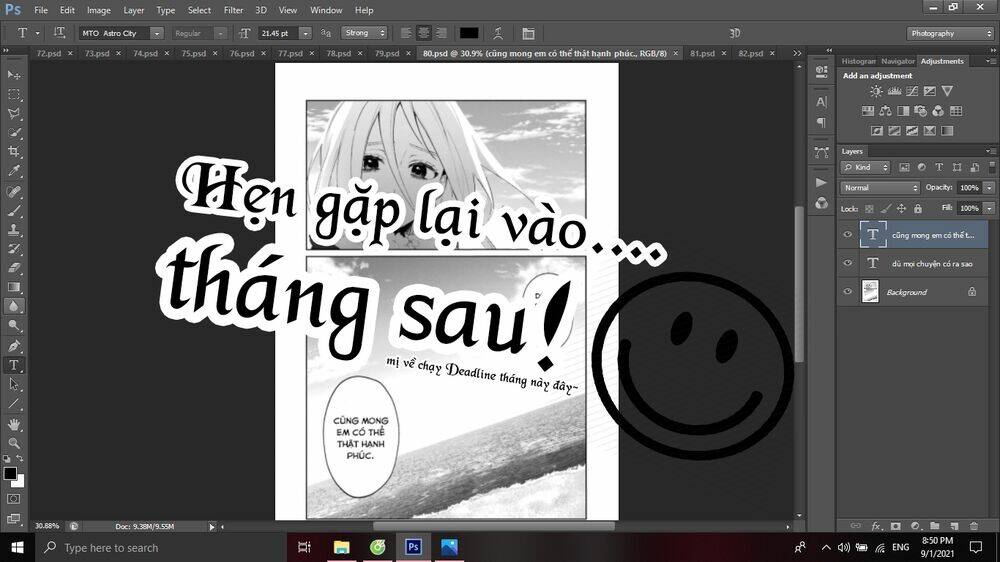 Ps File Edit Image Layer Type Select Filter 3D View Window Help
T MTO Astro City Regular 21.45 pt aa Strong 3D Photography
72.psd × 73.psd × 74.psd × 75.psd × 76.psd × 77.psd × 78.psd × 79.psd × 80.psd @ 30.9% (cũng mong em có thể thật hạnh phúc., RGB/8) × 81.psd × 82.psd
Histogram Navigator Adjustments
Add an adjustment
Layers
Kind
Normal Opacity: 100%
Lock: Fill: 100%
T cũng mong em có thể t...
T dù mọi chuyện có ra sao
Background
Hẹn gặp lại vào....
tháng sau!
mị về chạy Deadline tháng này đây~
CŨNG MONG
EM CÓ THỂ
THẬT HẠNH
PHÚC.
30.88% Doc: 9.38M/9.55M
Type here to search
Ps
ENG
8:50 PM
9/1/2021